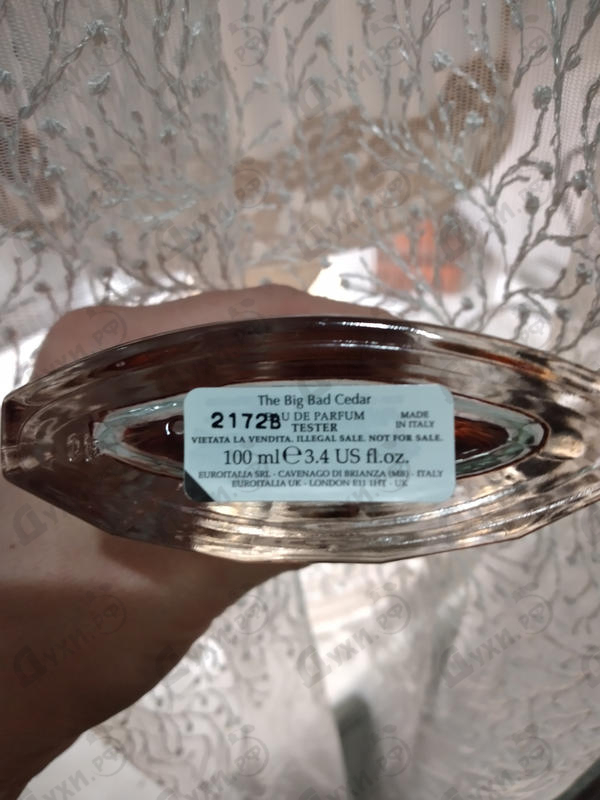 The Big Bad Cedar
2172B
EAU DE PARFUM
TESTER
MADE
IN ITALY
VIETATA LA VENDITA. ILLEGAL SALE. NOT FOR SALE.
100 ml ℮ 3.4 US fl.oz.
EUROITALIA SRL - CAVENAGO DI BRIANZA (MB) - ITALY
EUROITALIA UK - LONDON E11 1HT - UK
Духи.рф